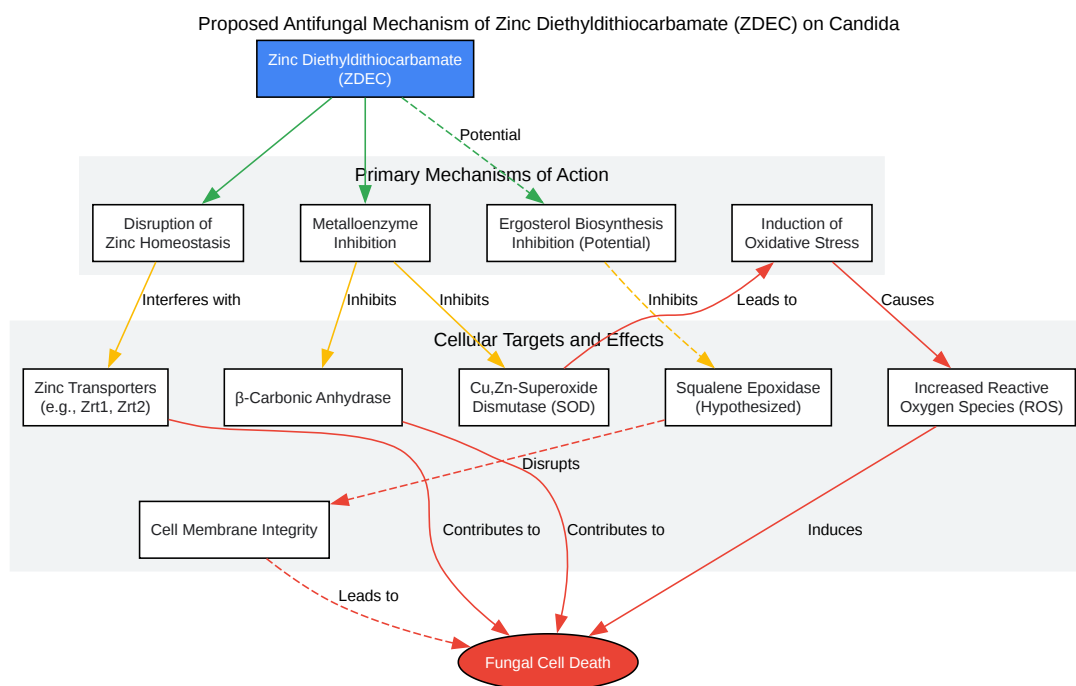 Proposed Antifungal Mechanism of Zinc Diethyldithiocarbamate (ZDEC) on Candida
Zinc Diethyldithiocarbamate
(ZDEC)
Potential
Primary Mechanisms of Action
Disruption of
Zinc Homeostasis
Metalloenzyme
Inhibition
Ergosterol Biosynthesis
Inhibition (Potential)
Induction of
Oxidative Stress
Interferes with
Inhibits
Inhibits
Inhibits
Leads to
Causes
Cellular Targets and Effects
Zinc Transporters
(e.g., Zrt1, Zrt2)
β-Carbonic Anhydrase
Cu,Zn-Superoxide
Dismutase (SOD)
Squalene Epoxidase
(Hypothesized)
Increased Reactive
Oxygen Species (ROS)
Disrupts
Cell Membrane Integrity
Contributes to
Contributes to
Induces
Leads to
Fungal Cell Death